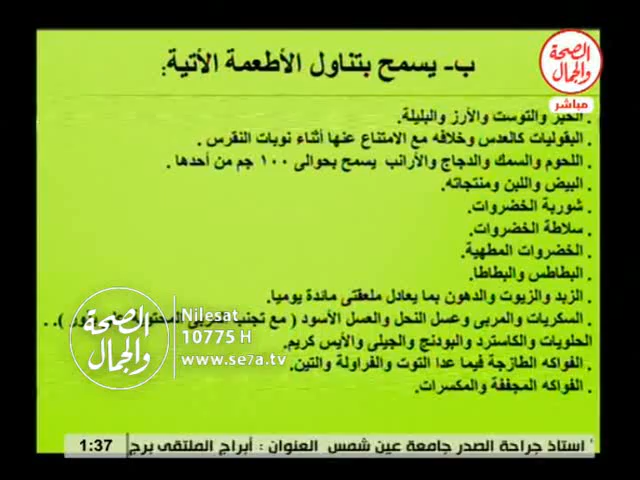 الصحة
والجمال
مباشر
ب- يسمح بتناول الأطعمة الأتية:
. الخبز والتوست والأرز والبليلة.
. البقوليات كالعدس وخلافه مع الامتناع عنها أثناء نوبات النقرس .
. اللحوم والسمك والدجاج والأرانب يسمح بحوالى ١٠٠ جم من أحدها .
. البيض واللبن ومنتجاته.
. شوربة الخضروات.
. سلاطة الخضروات.
. الخضروات المطهية.
. البطاطس والبطاطا.
. الزبد والزيوت والدهون بما يعادل ملعقتى مائدة يوميا.
. السكريات والمربى وعسل النحل والعسل الأسود ( مع تجنب ).
. الحلويات والكاسترد والبودنج والجيلى والأيس كريم.
. الفواكه الطازجة فيما عدا التوت والفراولة والتين.
. الفواكه المجففة والمكسرات.
الصحة
والجمال
Nilesat
10775 H
www.se7a.tv
استاذ جراحة الصدر جامعة عين شمس العنوان : أبراج الملتقى برج
1:37